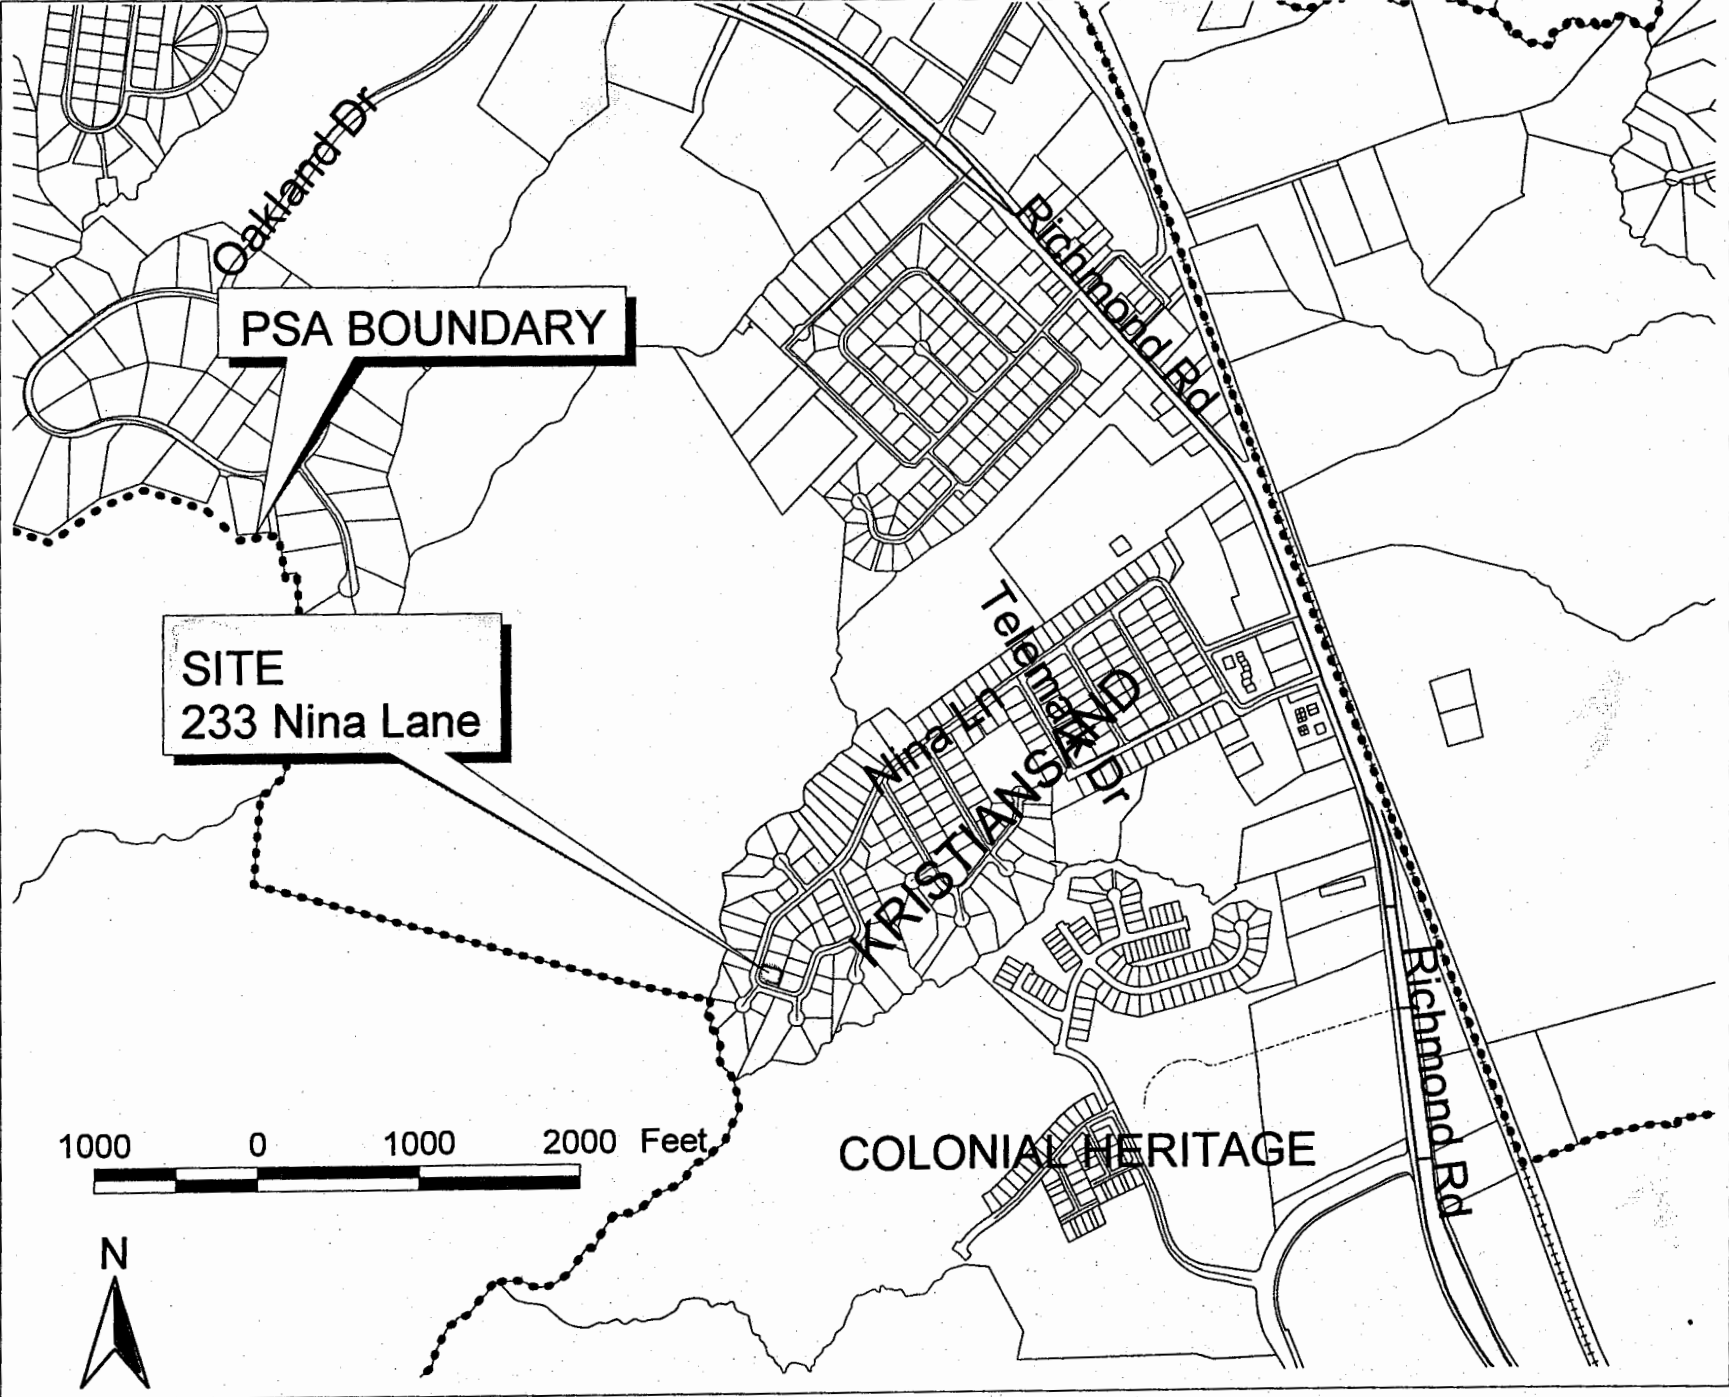 Oakland Dr
Richmond Rd
PSA BOUNDARY
Telemark Dr
SITE
233 Nina Lane
Nina Ln
KRISTIANSAND
Richmond Rd
1000 0 1000 2000 Feet
COLONIAL HERITAGE
N